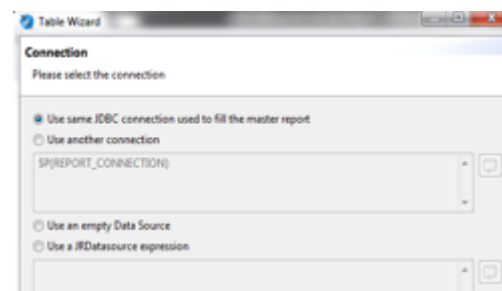 Table Wizard
Connection
Please select the connection
Use same JDBC connection used to fill the master report
Use another connection
$P{REPORT_CONNECTION}
Use an empty Data Source
Use a JRDatasource expression